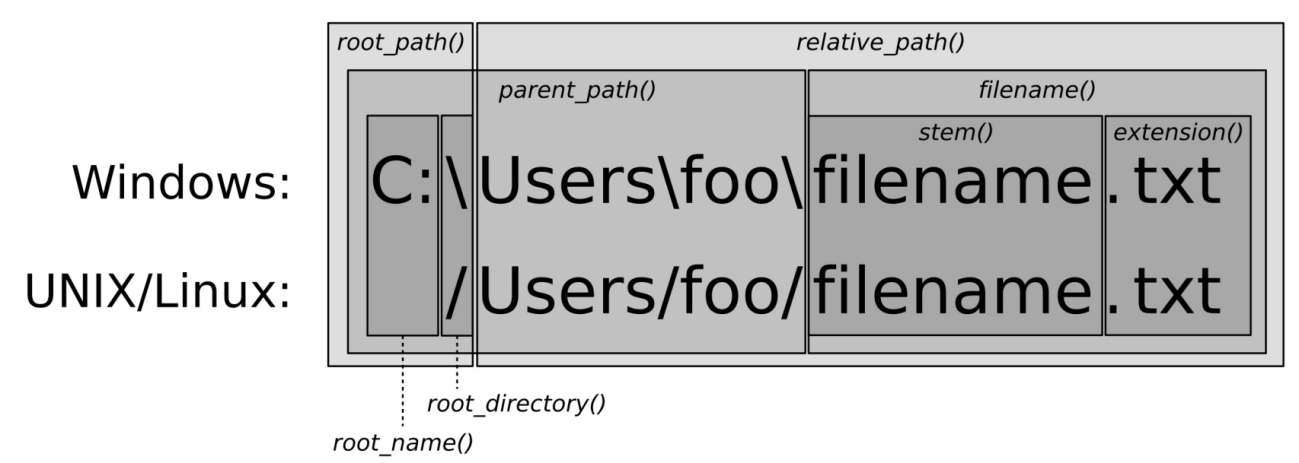 root_path() relative_path()
parent_path() filename()
stem() extension()
Windows: C:\Users\foo\filename.txt
UNIX/Linux: /Users/foo/filename.txt
root_directory()
root_name()